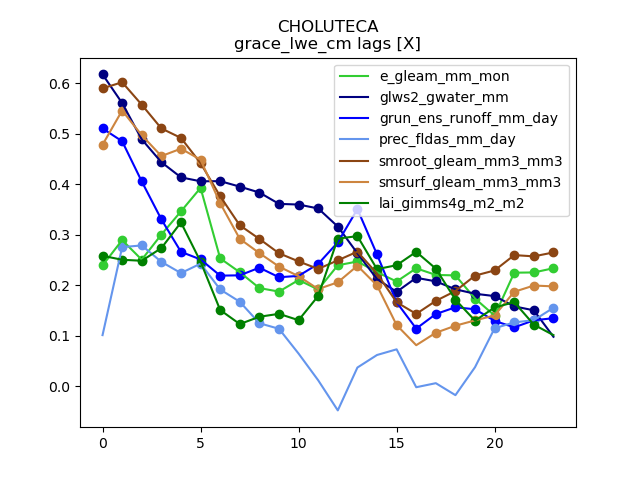 CHOLUTECA
grace_lwe_cm lags [X]
e_gleam_mm_mon
glws2_gwater_mm
grun_ens_runoff_mm_day
prec_fldas_mm_day
smroot_gleam_mm3_mm3
smsurf_gleam_mm3_mm3
lai_gimms4g_m2_m2
0.6
0.5
0.4
0.3
0.2
0.1
0.0
0 5 10 15 20